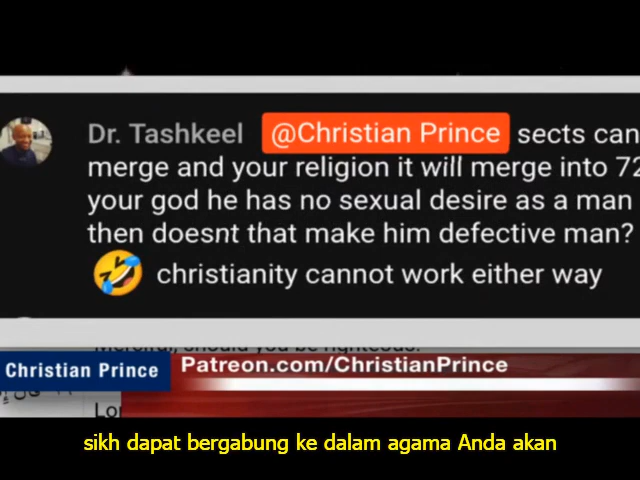 Dr. Tashkeel @Christian Prince sects can
merge and your religion it will merge into 72
your god he has no sexual desire as a man
then doesnt that make him defective man?
🤣 christianity cannot work either way
Christian Prince
Patreon.com/ChristianPrince
Lo
sikh dapat bergabung ke dalam agama Anda akan